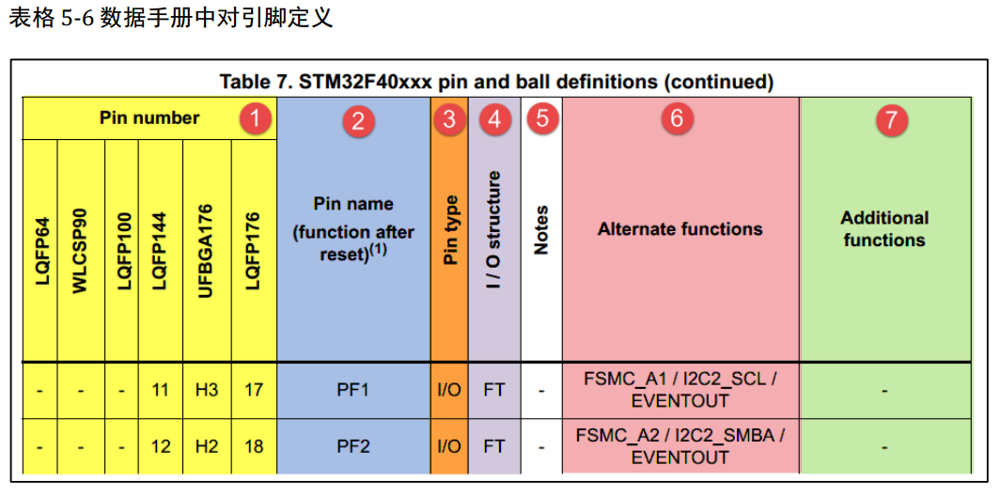 表格 5-6 数据手册中对引脚定义
Table 7. STM32F40xxx pin and ball definitions (continued)
Pin number 1 2 3 4 5 6 7
LQFP64 WLCSP90 LQFP100 LQFP144 UFBGA176 LQFP176
Pin name
(function after
reset)(1)
Pin type
I / O structure
Notes
Alternate functions
Additional
functions
- - - 11 H3 17 PF1 I/O FT - FSMC_A1 / I2C2_SCL /
EVENTOUT -
- - - 12 H2 18 PF2 I/O FT - FSMC_A2 / I2C2_SMBA /
EVENTOUT -